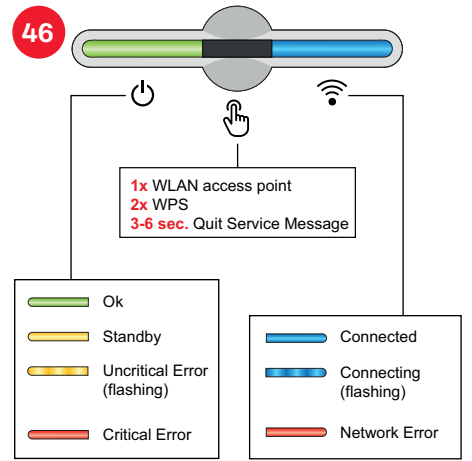 46
1x WLAN access point
2x WPS
3-6 sec. Quit Service Message
Ok
Standby
Uncritical Error
(flashing)
Critical Error
Connected
Connecting
(flashing)
Network Error